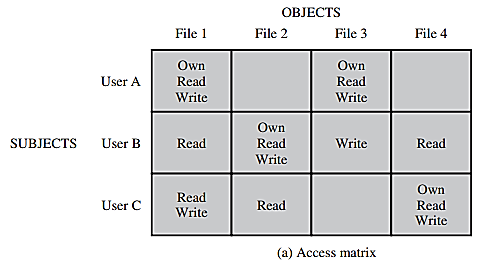 OBJECTS
File 1 File 2 File 3 File 4
User A
Own
Read
Write
Own
Read
Write
SUBJECTS
User B
Read
Own
Read
Write
Write
Read
User C
Read
Write
Read
Own
Read
Write
(a) Access matrix